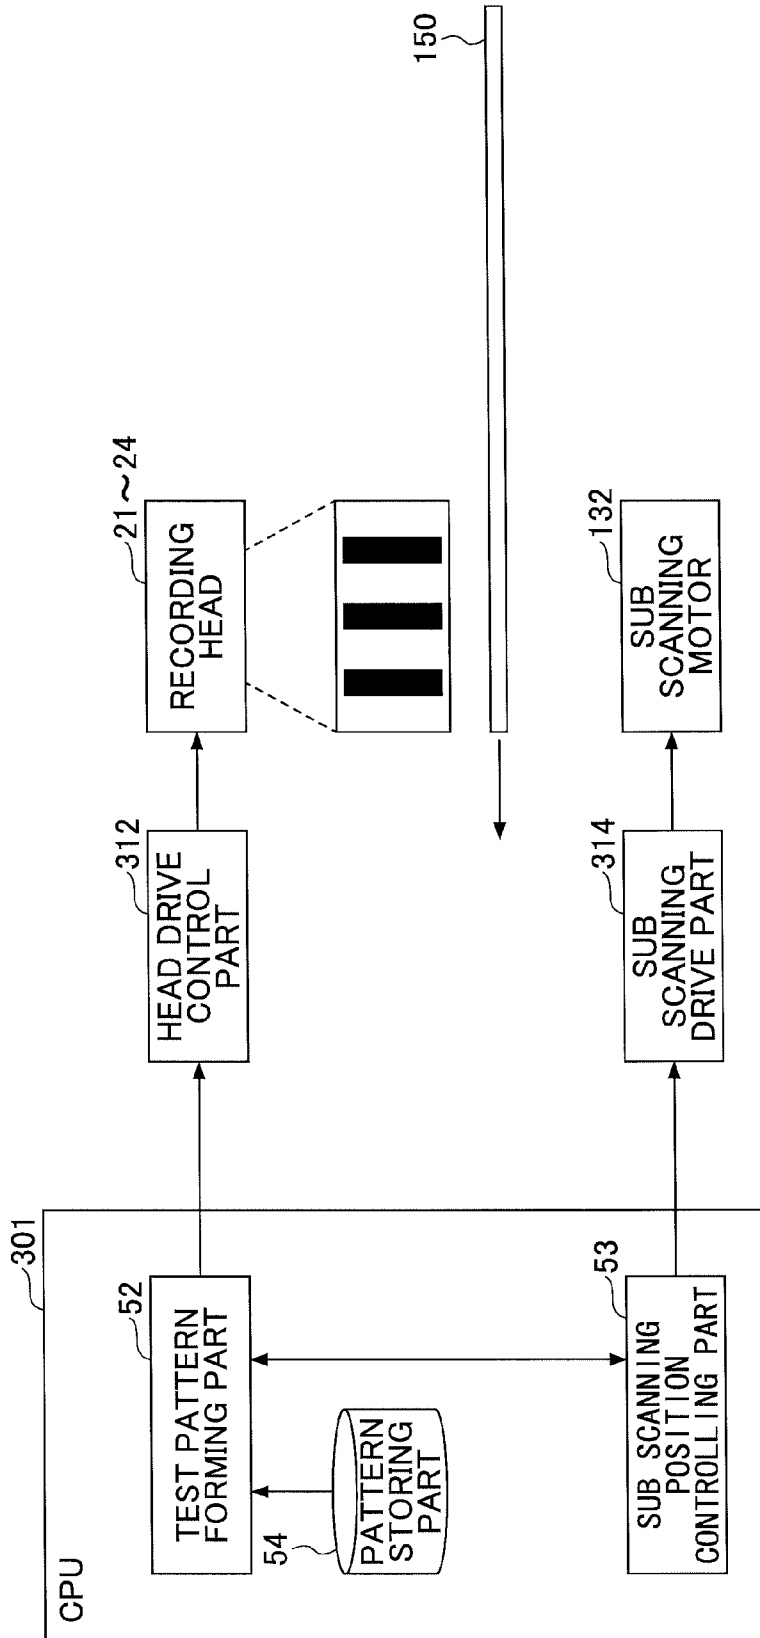 CPU
301
52
TEST PATTERN
FORMING PART
54
PATTERN
STORING
PART
53
SUB SCANNING
POSITION
CONTROLLING PART
312
HEAD DRIVE
CONTROL
PART
314
SUB
SCANNING
DRIVE PART
21~24
RECORDING
HEAD
132
SUB
SCANNING
MOTOR
150